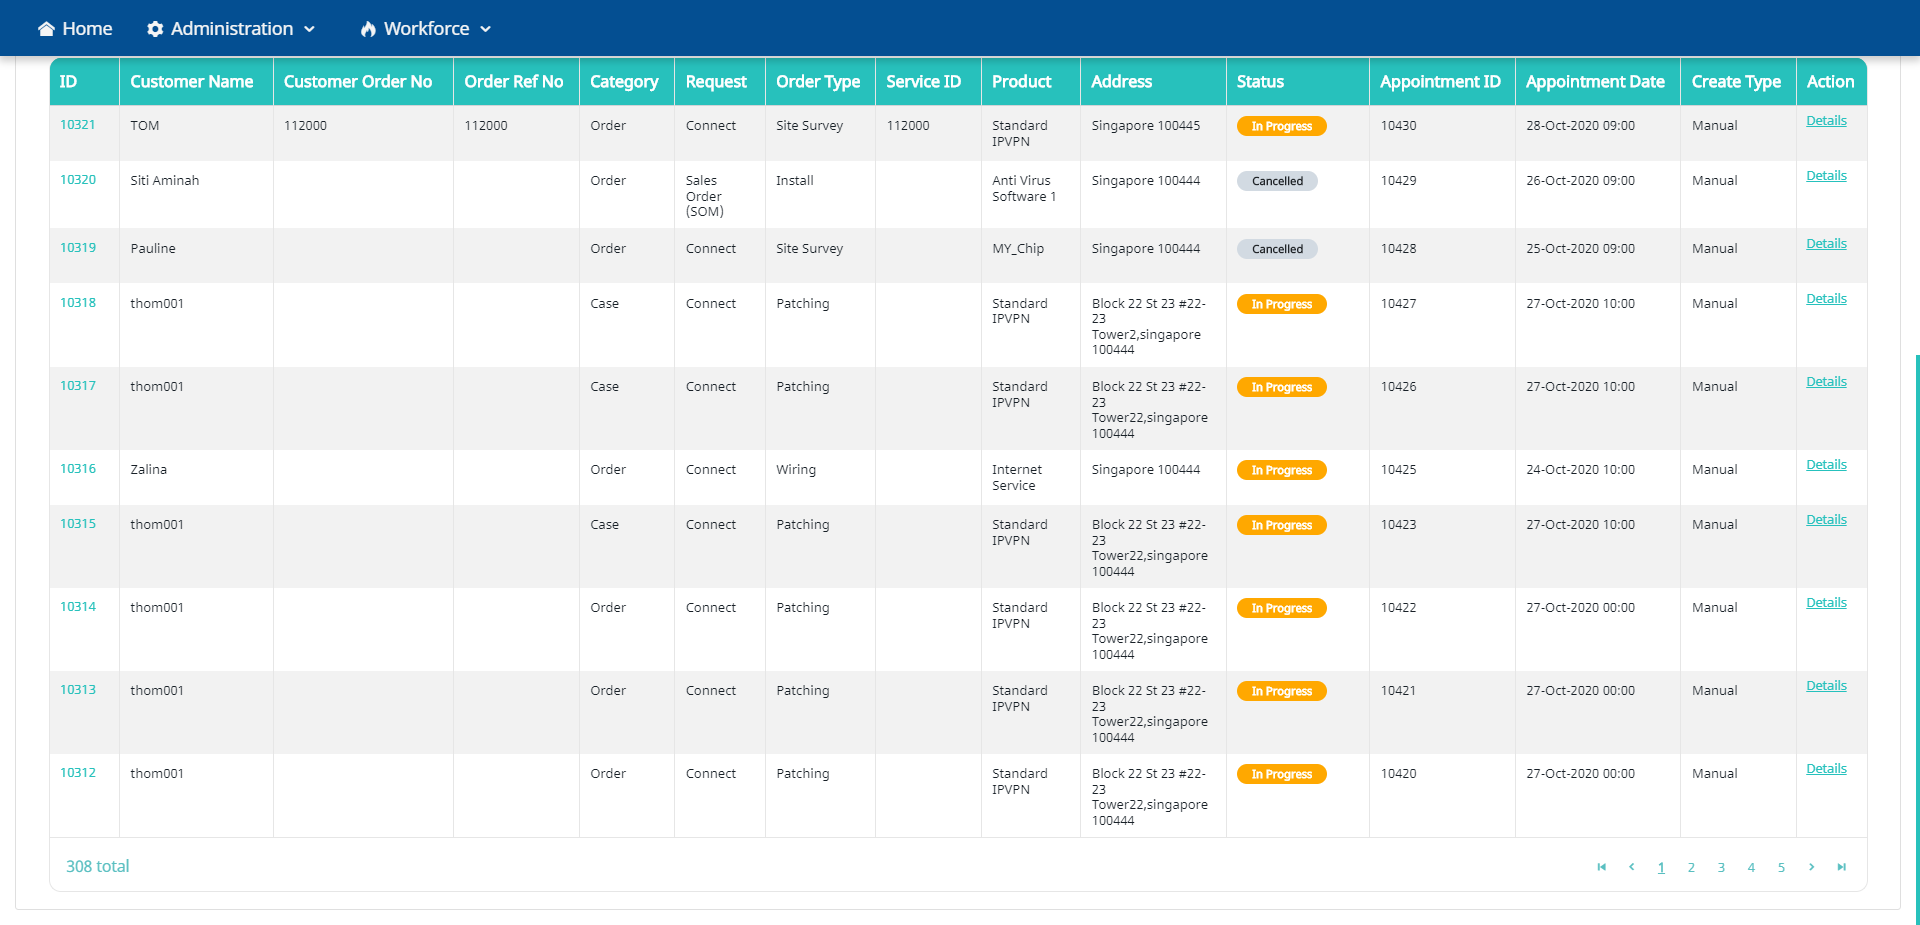 Home Administration Workforce
ID Customer Name Customer Order No Order Ref No Category Request Order Type Service ID Product Address Status Appointment ID Appointment Date Create Type Action
10321 TOM 112000 112000 Order Connect Site Survey 112000 Standard Singapore 100445 In Progress 10430 28-Oct-2020 09:00 Manual Details
IPVPN
10320 Siti Aminah Order Sales Install Anti Virus Singapore 100444 Cancelled 10429 26-Oct-2020 09:00 Manual Details
Order Software 1
(SOM)
10319 Pauline Order Connect Site Survey MY_Chip Singapore 100444 Cancelled 10428 25-Oct-2020 09:00 Manual Details
10318 thom001 Case Connect Patching Standard Block 22 St 23 #22- In Progress 10427 27-Oct-2020 10:00 Manual Details
IPVPN 23
Tower2,singapore
100444
10317 thom001 Case Connect Patching Standard Block 22 St 23 #22- In Progress 10426 27-Oct-2020 10:00 Manual Details
IPVPN 23
Tower22,singapore
100444
10316 Zalina Order Connect Wiring Internet Singapore 100444 In Progress 10425 24-Oct-2020 10:00 Manual Details
Service
10315 thom001 Case Connect Patching Standard Block 22 St 23 #22- In Progress 10423 27-Oct-2020 10:00 Manual Details
IPVPN 23
Tower22,singapore
100444
10314 thom001 Order Connect Patching Standard Block 22 St 23 #22- In Progress 10422 27-Oct-2020 00:00 Manual Details
IPVPN 23
Tower22,singapore
100444
10313 thom001 Order Connect Patching Standard Block 22 St 23 #22- In Progress 10421 27-Oct-2020 00:00 Manual Details
IPVPN 23
Tower22,singapore
100444
10312 thom001 Order Connect Patching Standard Block 22 St 23 #22- In Progress 10420 27-Oct-2020 00:00 Manual Details
IPVPN 23
Tower22,singapore
100444
308 total 1 2 3 4 5